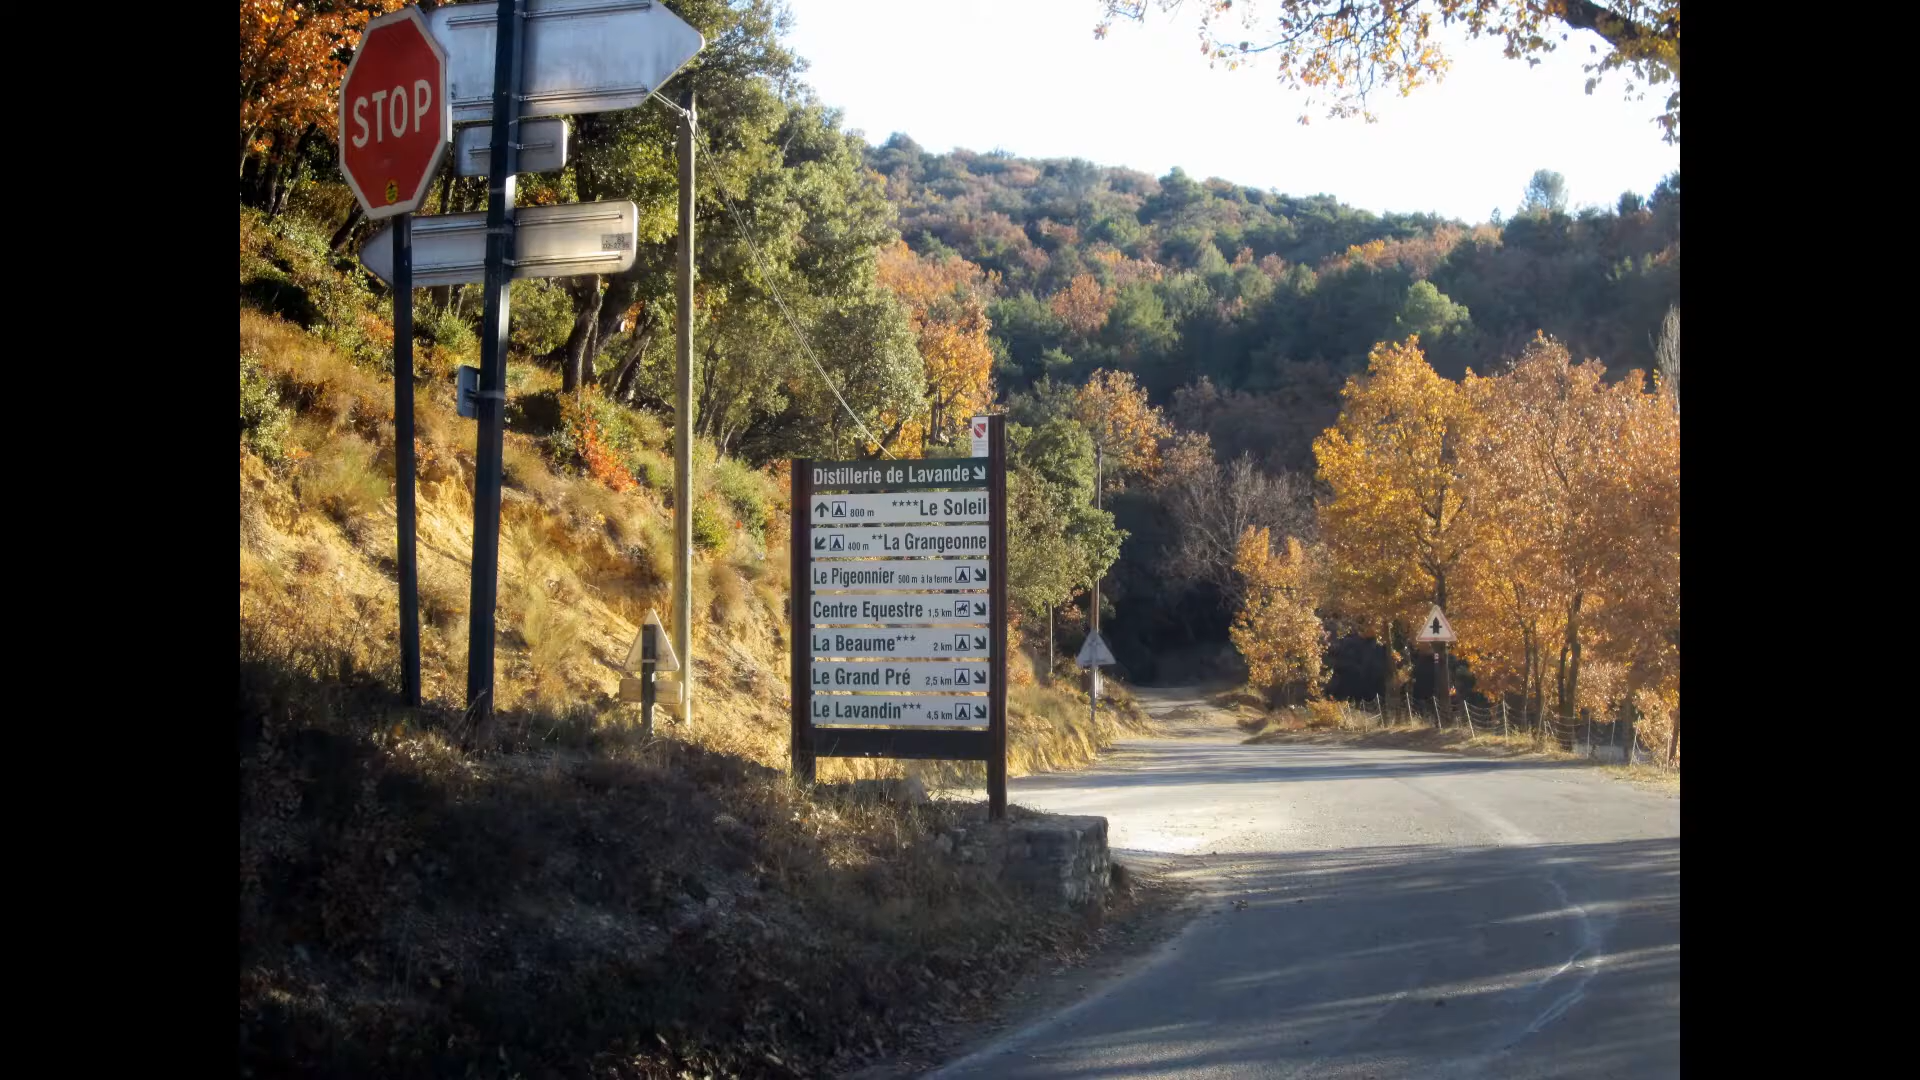 STOP
Distillerie de Lavande
800 m ****Le Soleil
400 m **La Grangeonne
Le Pigeonnier 500 m à la ferme
Centre Equestre 1,5 km
La Beaume*** 2 km
Le Grand Pré 2,5 km
Le Lavandin*** 4,5 km